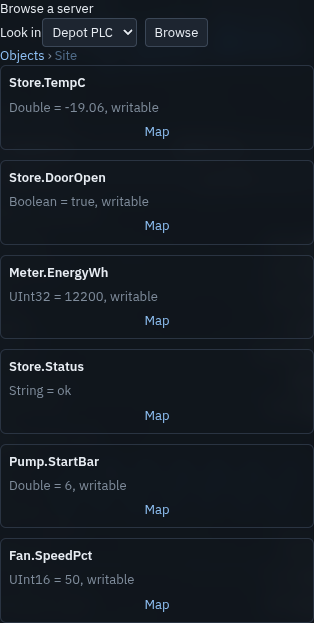 Browse a server
Look in Depot PLC Browse
Objects › Site
Store.TempC
Double = -19.06, writable
Map
Store.DoorOpen
Boolean = true, writable
Map
Meter.EnergyWh
UInt32 = 12200, writable
Map
Store.Status
String = ok
Map
Pump.StartBar
Double = 6, writable
Map
Fan.SpeedPct
UInt16 = 50, writable
Map